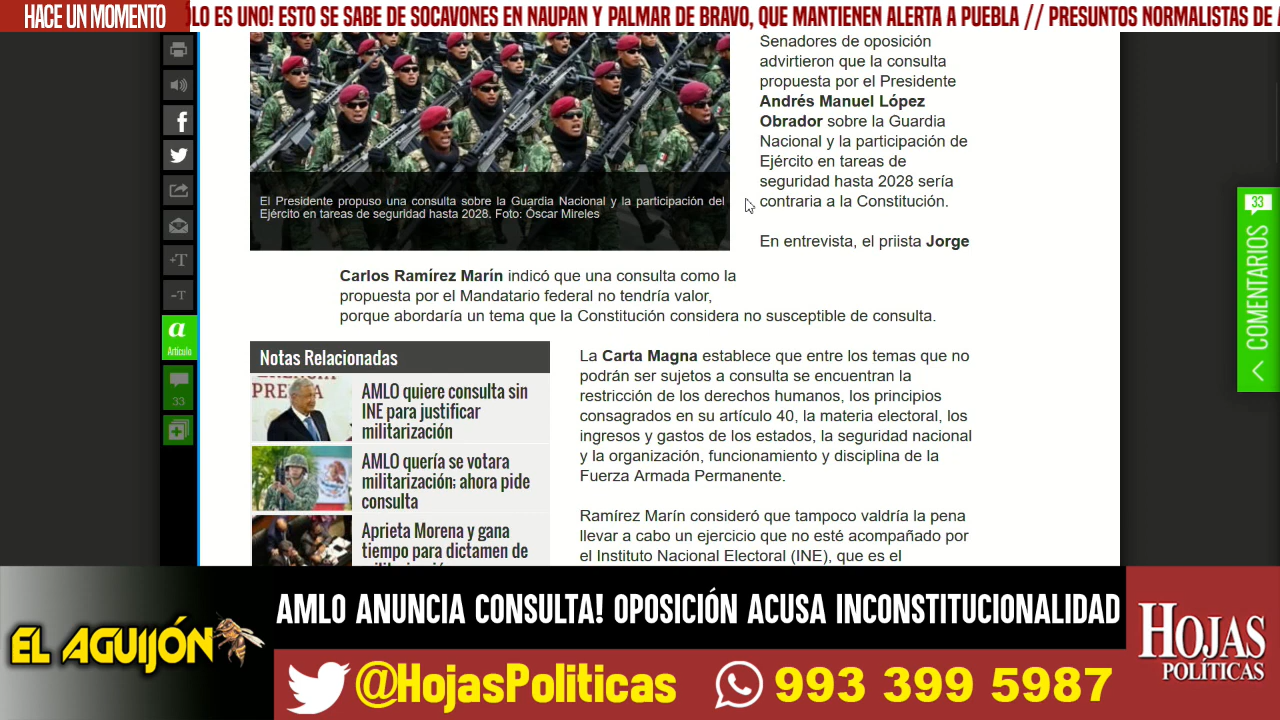 HACE UN MOMENTO
LO ES UNO! ESTO SE SABE DE SOCAVONES EN NAUPAN Y PALMAR DE BRAVO, QUE MANTIENEN ALERTA A PUEBLA // PRESUNTOS NORMALISTAS DE
Senadores de oposición
advirtieron que la consulta
propuesta por el Presidente
Andrés Manuel López
Obrador sobre la Guardia
Nacional y la participación de
Ejército en tareas de
seguridad hasta 2028 sería
contraria a la Constitución.
El Presidente propuso una consulta sobre la Guardia Nacional y la participación del
Ejército en tareas de seguridad hasta 2028. Foto: Óscar Mireles
En entrevista, el priista Jorge
Carlos Ramírez Marín indicó que una consulta como la
propuesta por el Mandatario federal no tendría valor,
porque abordaría un tema que la Constitución considera no susceptible de consulta.
+T
-T
a
Artículo
33
33
COMENTARIOS
Notas Relacionadas
AMLO quiere consulta sin
INE para justificar
militarización
AMLO quería se votara
militarización; ahora pide
consulta
Aprieta Morena y gana
tiempo para dictamen de
La Carta Magna establece que entre los temas que no
podrán ser sujetos a consulta se encuentran la
restricción de los derechos humanos, los principios
consagrados en su artículo 40, la materia electoral, los
ingresos y gastos de los estados, la seguridad nacional
y la organización, funcionamiento y disciplina de la
Fuerza Armada Permanente.
Ramírez Marín consideró que tampoco valdría la pena
llevar a cabo un ejercicio que no esté acompañado por
el Instituto Nacional Electoral (INE), que es el
EL AGUIJÓN
AMLO ANUNCIA CONSULTA! OPOSICIÓN ACUSA INCONSTITUCIONALIDAD
@HojasPoliticas
993 399 5987
HOJAS
POLÍTICAS